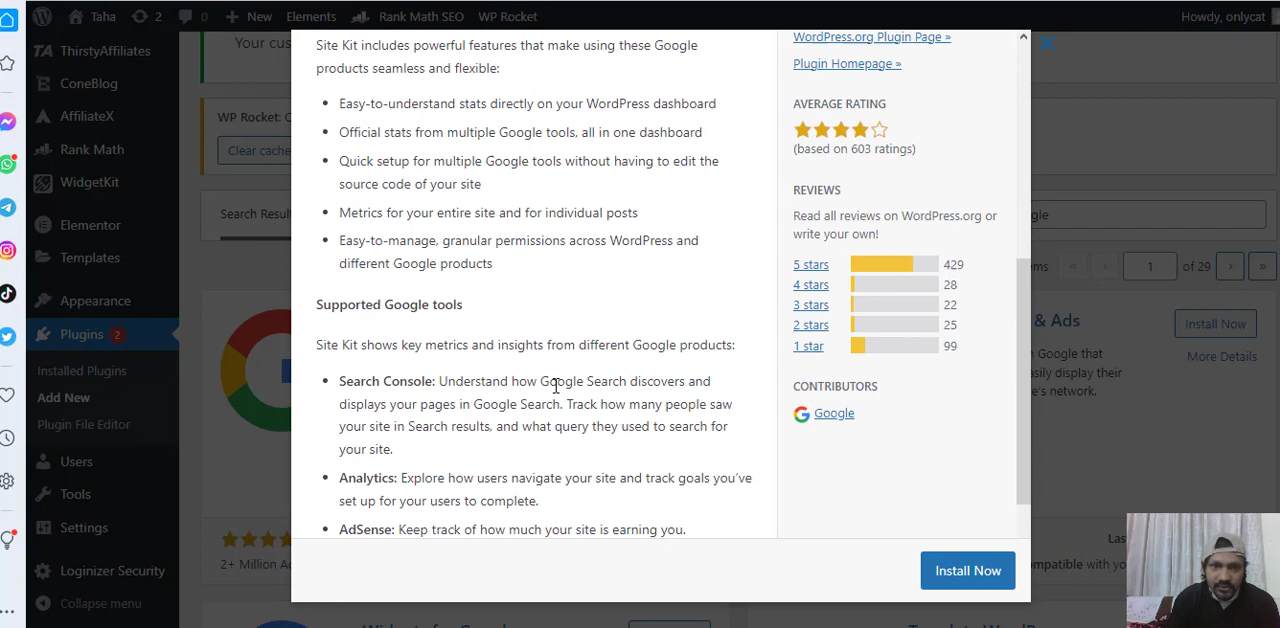 Taha
2
0
New
Elements
Rank Math SEO
WP Rocket
Howdy, onlycat
ThirstyAffiliates
ConeBlog
AffiliateX
Rank Math
WidgetKit
Elementor
Templates
Appearance
Plugins 2
Installed Plugins
Add New
Plugin File Editor
Users
Tools
Settings
Loginizer Security
Collapse menu
Your cus
WP Rocket: C
Clear cache
Search Resul
2+ Million A
Site Kit includes powerful features that make using these Google
products seamless and flexible:
Easy-to-understand stats directly on your WordPress dashboard
Official stats from multiple Google tools, all in one dashboard
Quick setup for multiple Google tools without having to edit the
source code of your site
Metrics for your entire site and for individual posts
Easy-to-manage, granular permissions across WordPress and
different Google products
Supported Google tools
Site Kit shows key metrics and insights from different Google products:
Search Console: Understand how Google Search discovers and
displays your pages in Google Search. Track how many people saw
your site in Search results, and what query they used to search for
your site.
Analytics: Explore how users navigate your site and track goals you've
set up for your users to complete.
AdSense: Keep track of how much your site is earning you.
WordPress.org Plugin Page »
Plugin Homepage »
AVERAGE RATING
(based on 603 ratings)
REVIEWS
Read all reviews on WordPress.org or
write your own!
5 stars 429
4 stars 28
3 stars 22
2 stars 25
1 star 99
CONTRIBUTORS
Google
Install Now
gle
ms « ‹ 1 of 29 › »
& Ads
Install Now
n Google that
More Details
asily display their
e's network.
Las
ompatible with yo